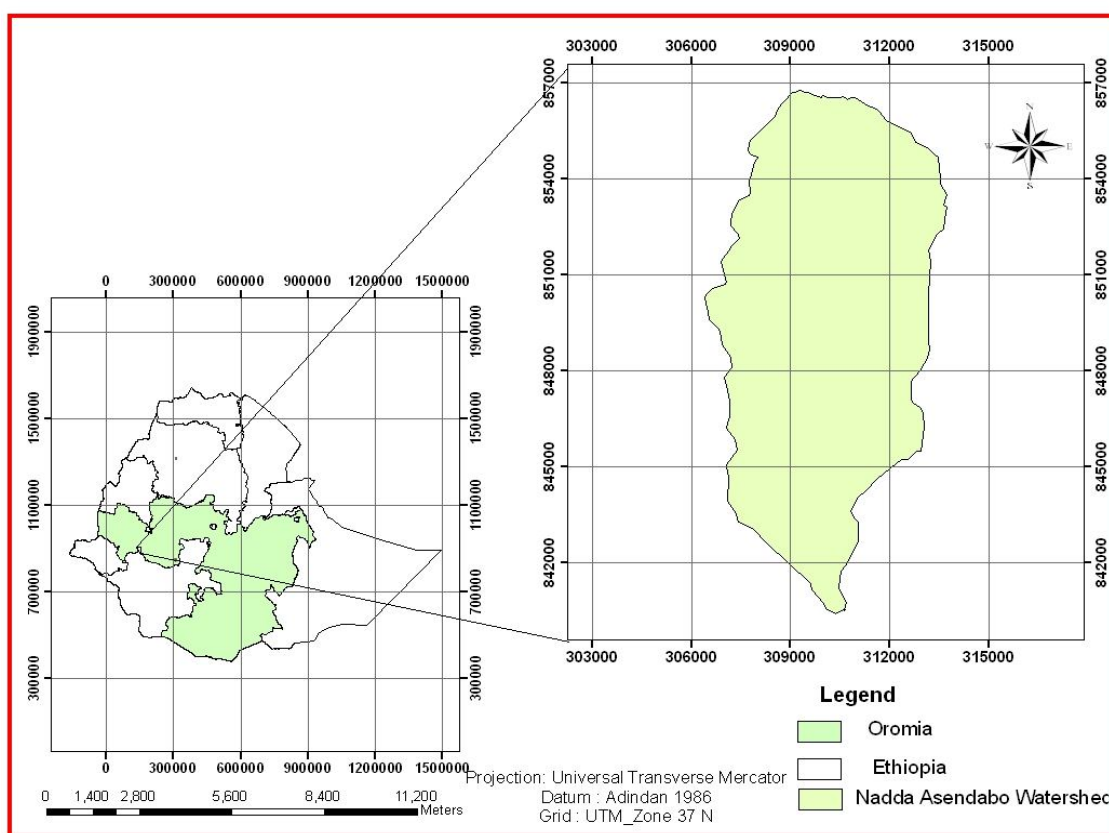 303000 306000 309000 312000 315000
857000
857000
N
W E
S
854000
854000
0 300000 600000 900000 1200000 1500000
851000
851000
1900000
1900000
848000
848000
1500000
1500000
845000
845000
1100000
1100000
842000
842000
700000
700000
303000 306000 309000 312000 315000
300000
300000
Legend
Oromia
Ethiopia
Nadda Asendabo Watershed
0 300000 600000 900000 1200000 1500000
Projection: Universal Transverse Mercator
Datum : Adindan 1986
Grid : UTM_Zone 37 N
0 1,400 2,800 5,600 8,400 11,200
Meters